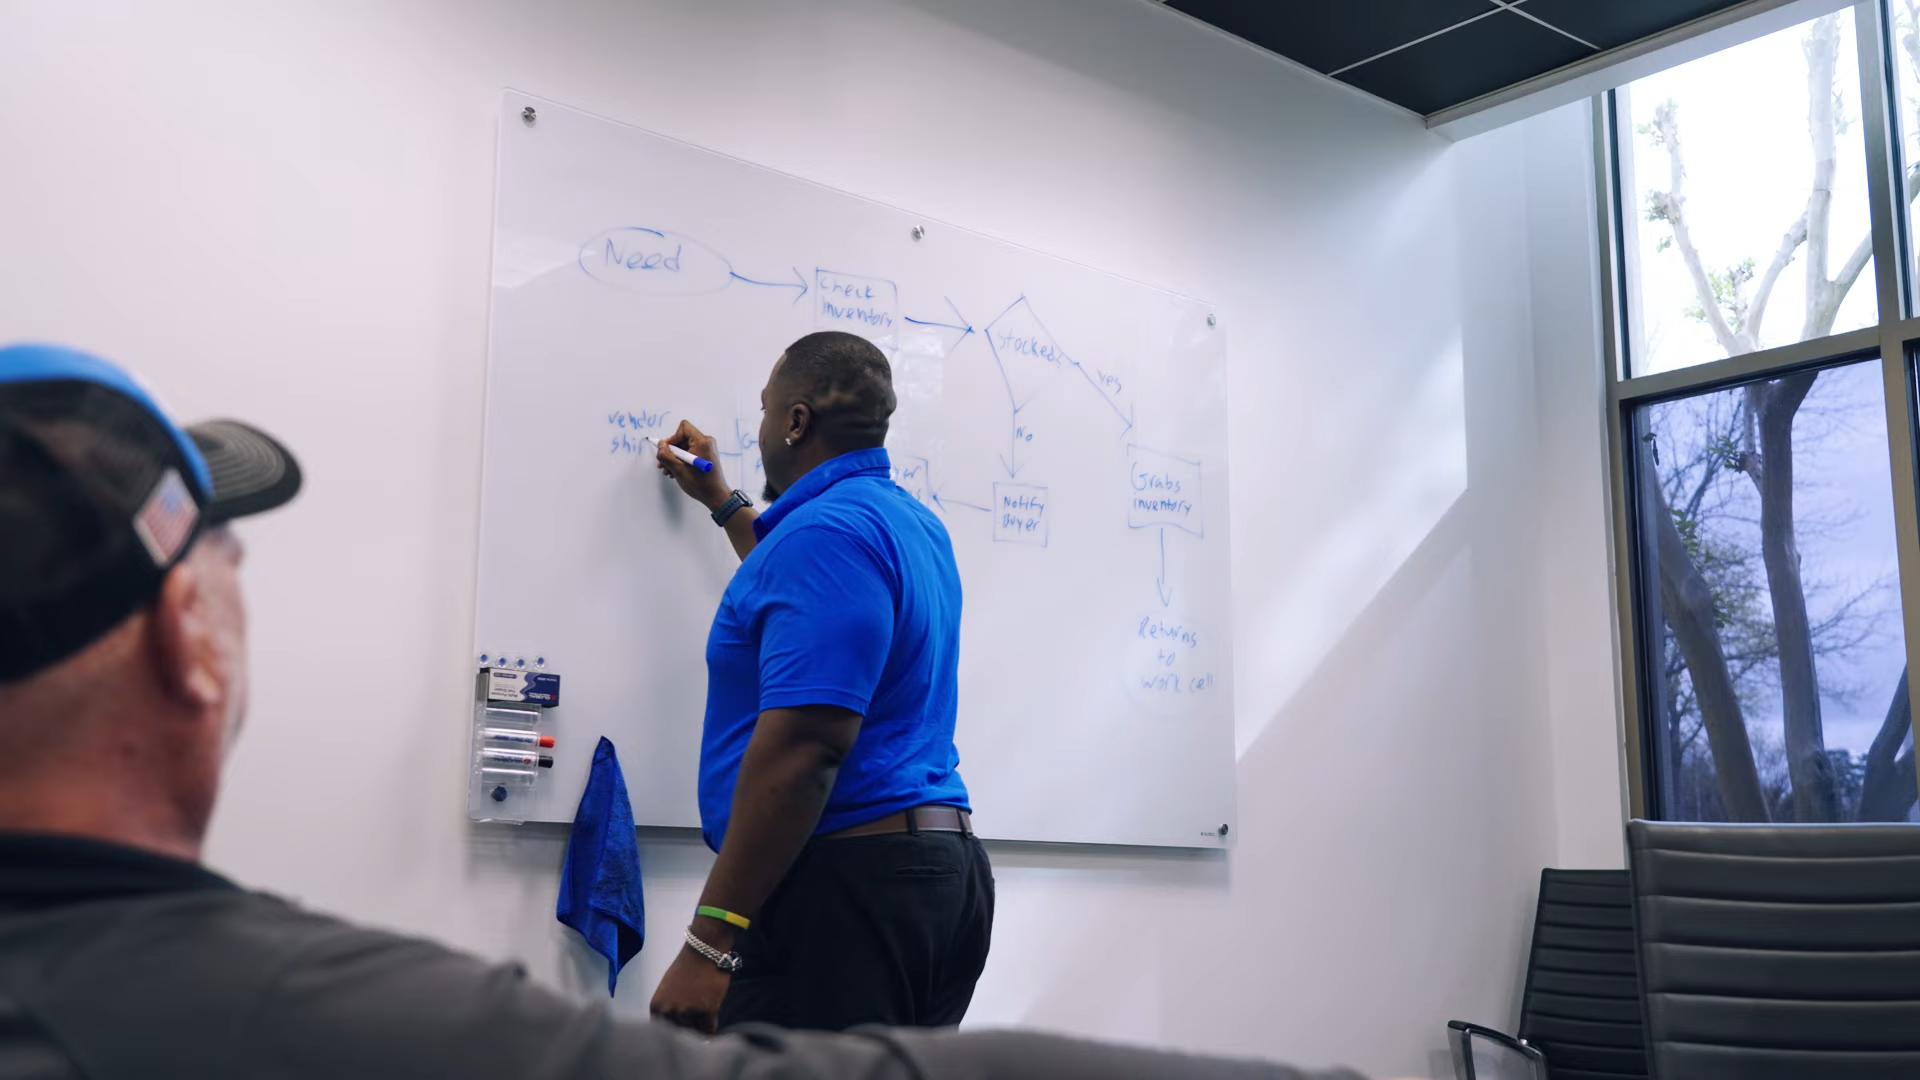 Need
Check
inventory
Stocked?
Yes
No
vendor
ship
Notify
Buyer
Grabs
inventory
Returns
to
work cell